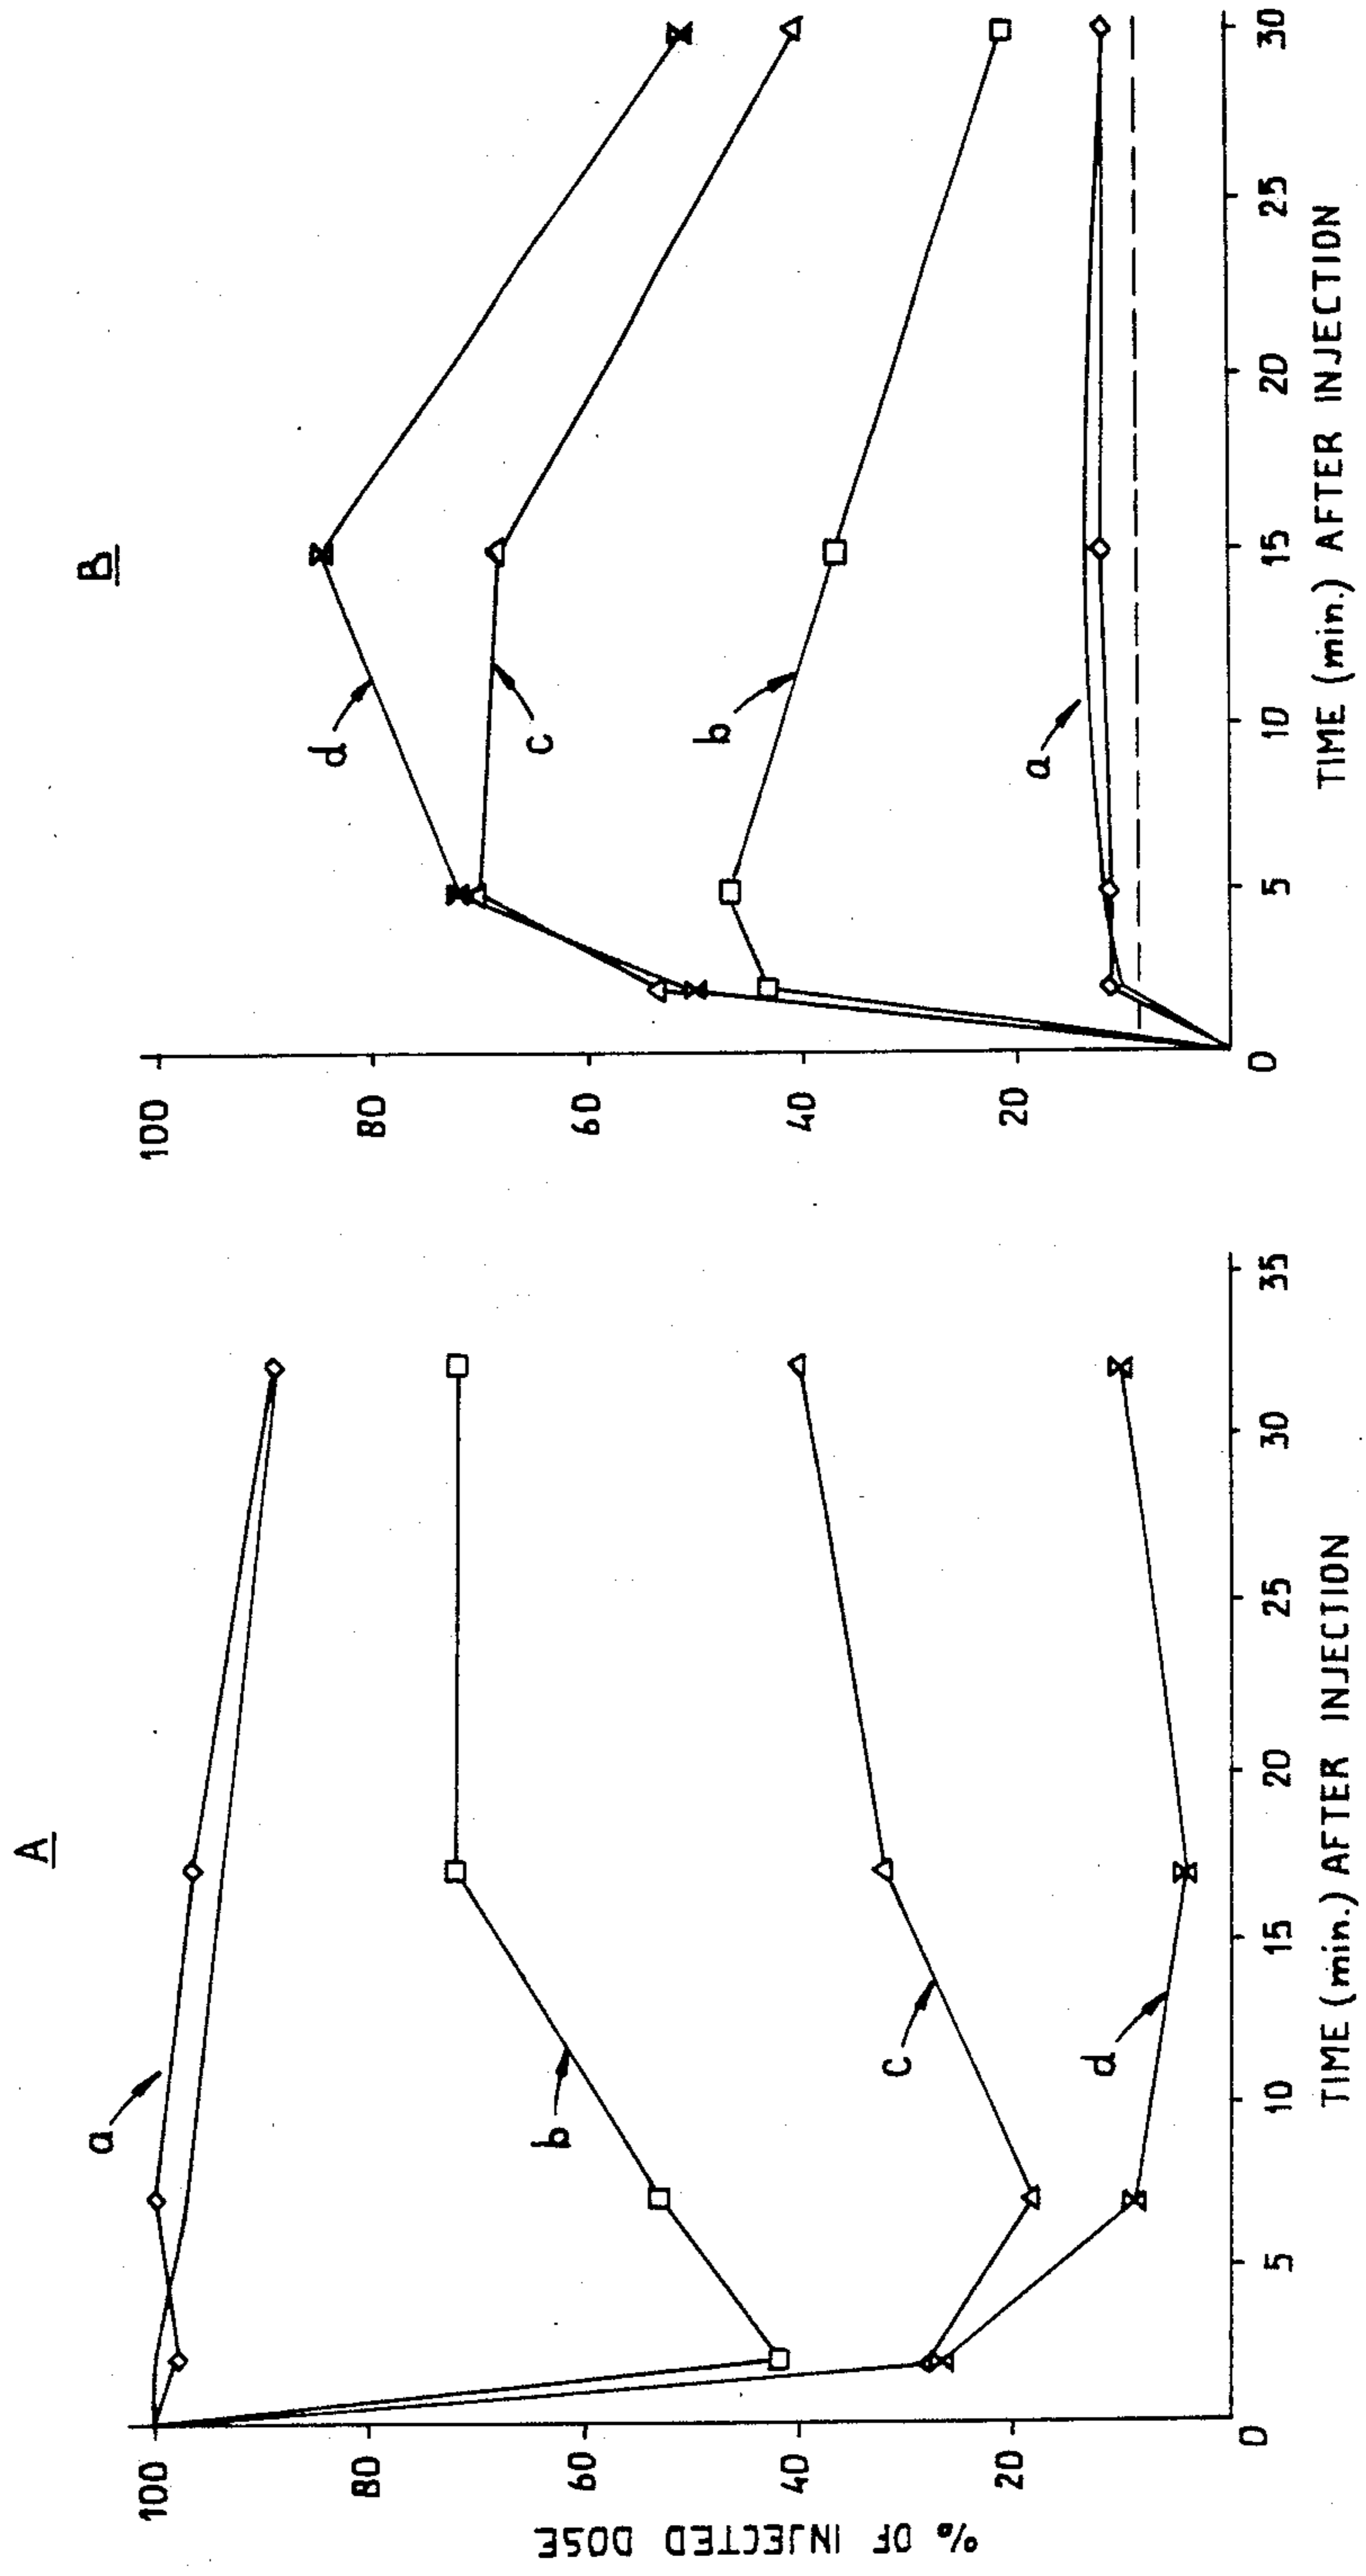 A
% OF INJECTED DOSE
100
80
60
40
20
0
5
10
15
20
25
30
35
a
b
c
d
TIME (min.) AFTER INJECTION
B
100
80
60
40
20
0
5
10
15
20
25
30
d
c
b
a
TIME (min.) AFTER INJECTION